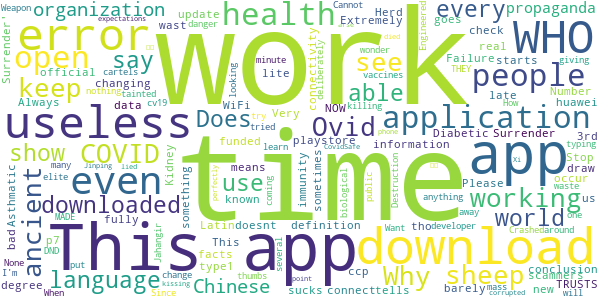 work
time
This app
app
download
useless
error
WHO
health
people
application
even
ancient
every
open
see
say
keep
able
Does
Ovid
show COVID
use
world
working
downloaded
language
Chinese
Why sheep
organization
propaganda
update
goes
Extremely
Herd
Cannot
Weapon
expectations
danger
check
wast
connectivity
deliberately
Engineered
Surrender'
official
cartels
wonder
real
starts
Failure
changing
lite
minute
vaccines
giving
Always
tainted
looking
killing
THEY
Number
huawei
nothing
cv19
data
WiFi
NOW
How
late
try
Very
playstore
Diabetic
Surrender
3rd
tried
CovidSafe
phone
typing
funded
information
Stop
draw
Asthmatic
many
Kidney
something
means
learn
immunity
sometimes
biological
public
Destruction
Xi
Please
occur
waste
elite
Jinping
lied
known
coming
perfectly
anything
us
bad
None
MADE
fully
Latin
doesnt
definition
away
one
p7
tho
developer
Crashed
around
I'm
DND
Jahangir
This
facts
several
Want
TRUSTS
conclusion
put
change
thumbs
ccp
barely
scammers
degree
type1
kissing
point
mass
new
will
When
Since
sucks
connecttells
corrupted